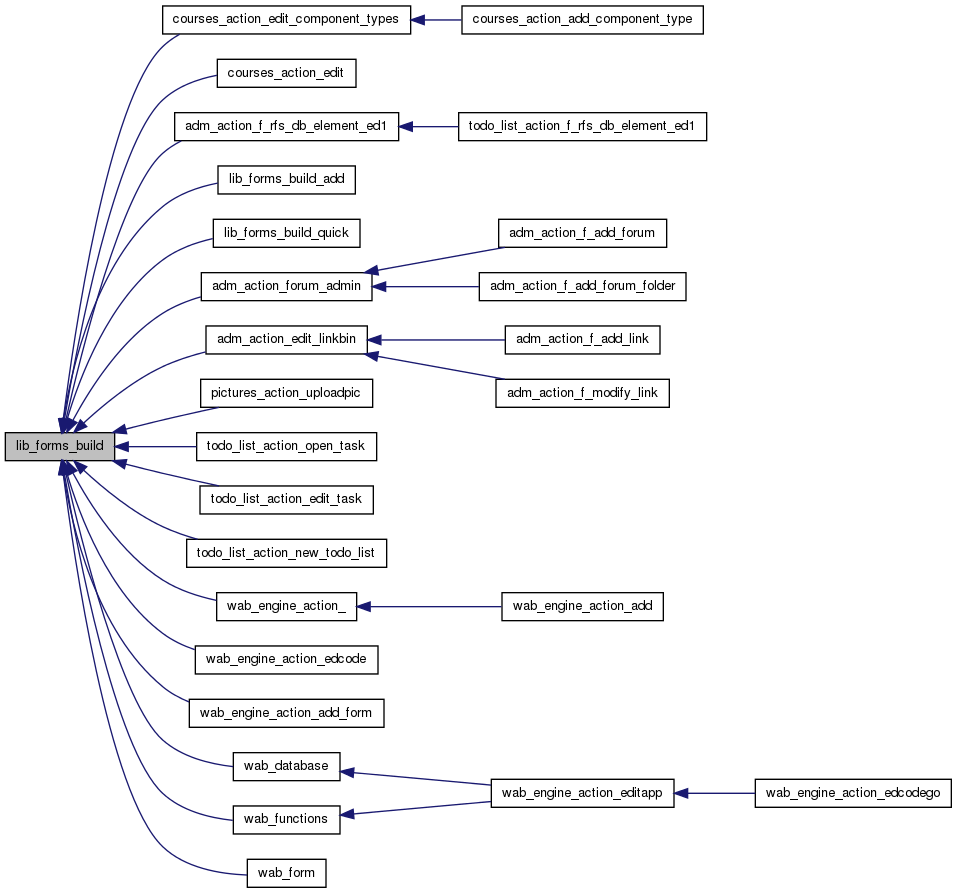 courses_action_edit_component_types
courses_action_add_component_type
courses_action_edit
adm_action_f_rfs_db_element_ed1
todo_list_action_f_rfs_db_element_ed1
lib_forms_build_add
lib_forms_build_quick
adm_action_f_add_forum
adm_action_forum_admin
adm_action_f_add_forum_folder
adm_action_edit_linkbin
adm_action_f_add_link
pictures_action_uploadpic
adm_action_f_modify_link
lib_forms_build
todo_list_action_open_task
todo_list_action_edit_task
todo_list_action_new_todo_list
wab_engine_action_
wab_engine_action_add
wab_engine_action_edcode
wab_engine_action_add_form
wab_database
wab_engine_action_editapp
wab_engine_action_edcodego
wab_functions
wab_form